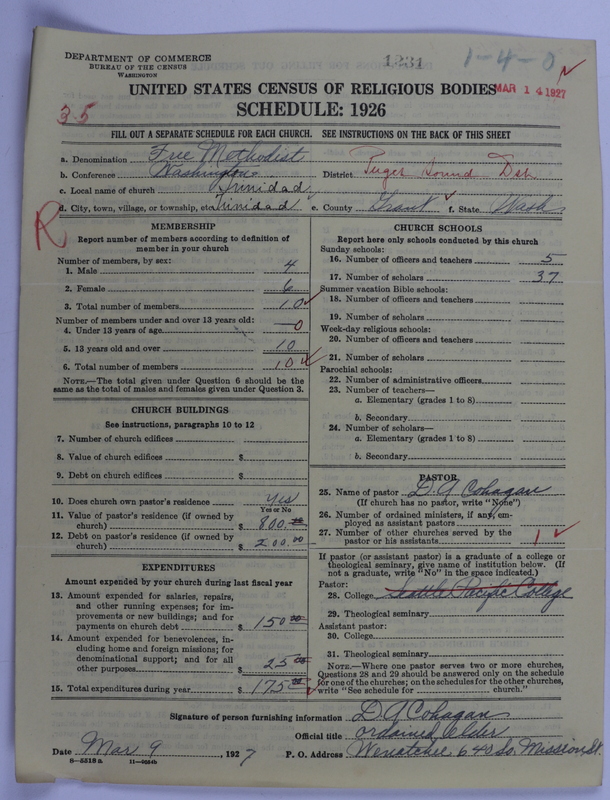 DEPARTMENT OF COMMERCE
BUREAU OF THE CENSUS
WASHINGTON
1231
1-4-0
UNITED STATES CENSUS OF RELIGIOUS BODIES
MAR 14 1927
SCHEDULE: 1926
35
FILL OUT A SEPARATE SCHEDULE FOR EACH CHURCH. SEE INSTRUCTIONS ON THE BACK OF THIS SHEET
a. Denomination Free Methodist
b. Conference Washington District Puget Sound Dst
c. Local name of church Trinidad
d. City, town, village, or township, etc. Trinidad e. County Grant f. State Wash
R
MEMBERSHIP
Report number of members according to definition of
member in your church
Number of members, by sex:
1. Male 4
2. Female 6
3. Total number of members 10
Number of members under and over 13 years old:
4. Under 13 years of age 0
5. 13 years old and over 10
6. Total number of members 10
NOTE.—The total given under Question 6 should be
same as the total of males and females given under Question 3.
CHURCH BUILDINGS
See instructions, paragraphs 10 to 12
7. Number of church edifices
8. Value of church edifices $
9. Debt on church edifices $
10. Does church own pastor's residence yes
Yes or No
11. Value of pastor's residence (if owned by
church) $ 800.00
12. Debt on pastor's residence (if owned by
church) $ 200.00
EXPENDITURES
Amount expended by your church during last fiscal year
13. Amount expended for salaries, repairs,
and other running expenses; for im-
provements or new buildings; and for
payments on church debt $ 150 00
14. Amount expended for benevolences, in-
cluding home and foreign missions; for
denominational support; and for all
other purposes $ 25 00
15. Total expenditures during year $ 175 00
CHURCH SCHOOLS
Report here only schools conducted by this church
Sunday schools:
16. Number of officers and teachers 5
17. Number of scholars 37
Summer vacation Bible schools:
18. Number of officers and teachers
19. Number of scholars
Week-day religious schools:
20. Number of officers and teachers
21. Number of scholars
Parochial schools:
22. Number of administrative officers
23. Number of teachers—
a. Elementary (grades 1 to 8)
b. Secondary
24. Number of scholars—
a. Elementary (grades 1 to 8)
b. Secondary
PASTOR
25. Name of pastor D. A Cohagan
(If church has no pastor, write "None")
26. Number of ordained ministers, if any, em-
ployed as assistant pastors
27. Number of other churches served by the
pastor or his assistants 1
If pastor (or assistant pastor) is a graduate of a college or
theological seminary, give name of institution below. (If
not a graduate, write "No" in the space indicated.)
Pastor:
28. College Seattle Pacific College
29. Theological seminary
Assistant pastor:
30. College
31. Theological seminary
NOTE.—Where one pastor serves two or more churches,
Questions 28 and 29 should be answered only on the schedule
for one of the churches; on the schedules for the other churches,
write "See schedule for church."
Signature of person furnishing information D A Cohagan
Official title ordained elder
Date Mar 9, 1927 P. O. Address Wenatchee, 640 So. Mission St.
8-5518a 11-9924b